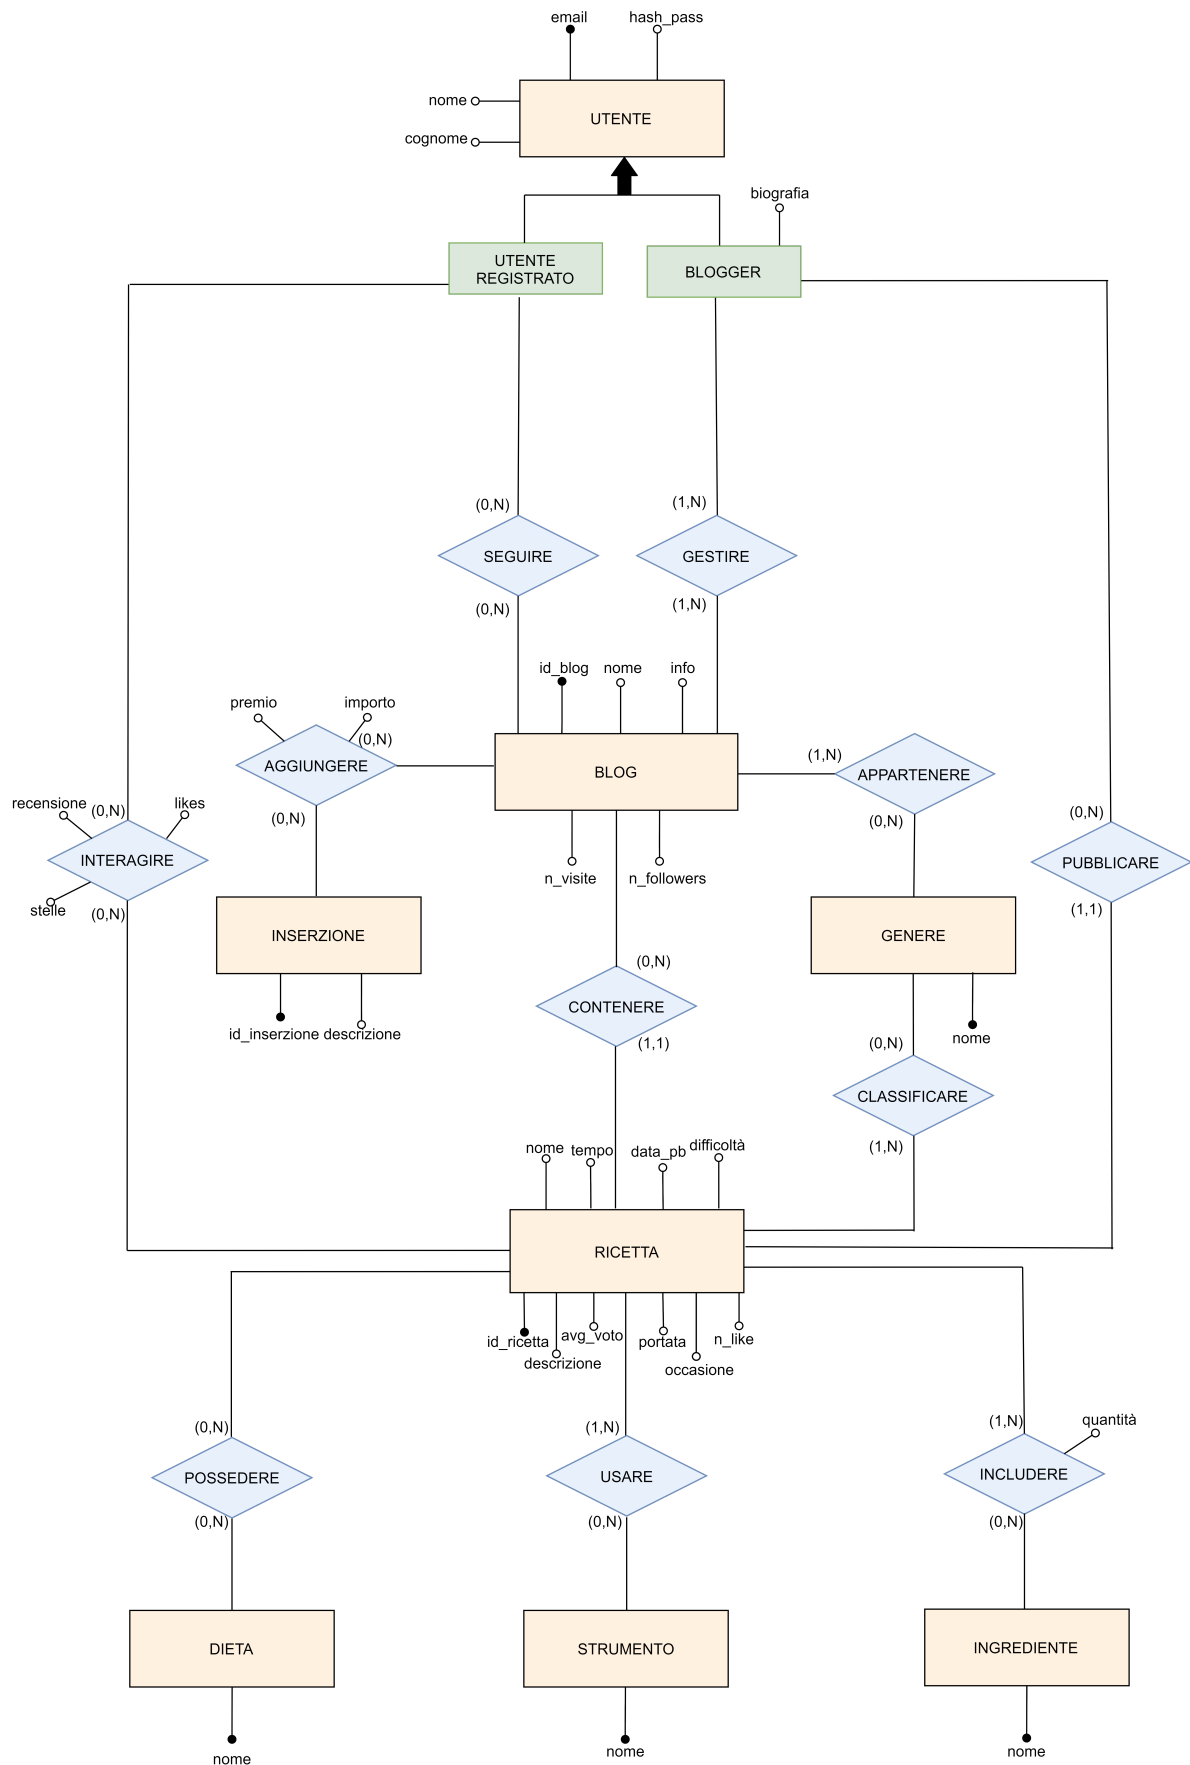 email
hash_pass
nome
cognome
UTENTE
biografia
UTENTE
REGISTRATO
BLOGGER
(0,N)
(1,N)
SEGUIRE
GESTIRE
(0,N)
(1,N)
id_blog
nome
info
premio
importo
(0,N)
(1,N)
AGGIUNGERE
BLOG
APPARTENERE
recensione
likes
(0,N)
(0,N)
(0,N)
(0,N)
INTERAGIRE
PUBBLICARE
n_visite
n_followers
stelle
(0,N)
(1,1)
INSERZIONE
GENERE
(0,N)
CONTENERE
id_inserzione
descrizione
(1,1)
(0,N)
nome
CLASSIFICARE
nome
tempo
data_pb
difficoltà
(1,N)
RICETTA
id_ricetta
avg_voto
portata
n_like
descrizione
occasione
(0,N)
(1,N)
(1,N)
quantità
POSSEDERE
USARE
INCLUDERE
(0,N)
(0,N)
(0,N)
DIETA
STRUMENTO
INGREDIENTE
nome
nome
nome